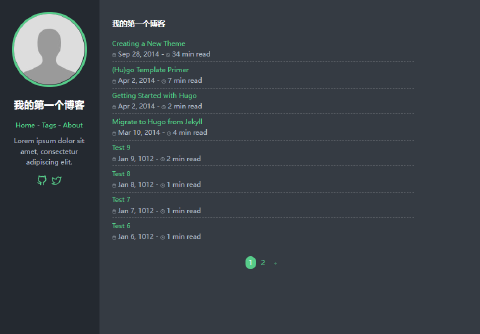 我的第一个博客
Home - Tags - About
Lorem ipsum dolor sit
amet, consectetur
adipiscing elit.
我的第一个博客
Creating a New Theme
Sep 28, 2014 - 34 min read
(Hu)go Template Primer
Apr 2, 2014 - 7 min read
Getting Started with Hugo
Apr 2, 2014 - 2 min read
Migrate to Hugo from Jekyll
Mar 10, 2014 - 4 min read
Test 9
Jan 9, 1012 - 2 min read
Test 8
Jan 8, 1012 - 1 min read
Test 7
Jan 7, 1012 - 1 min read
Test 6
Jan 6, 1012 - 1 min read
1 2